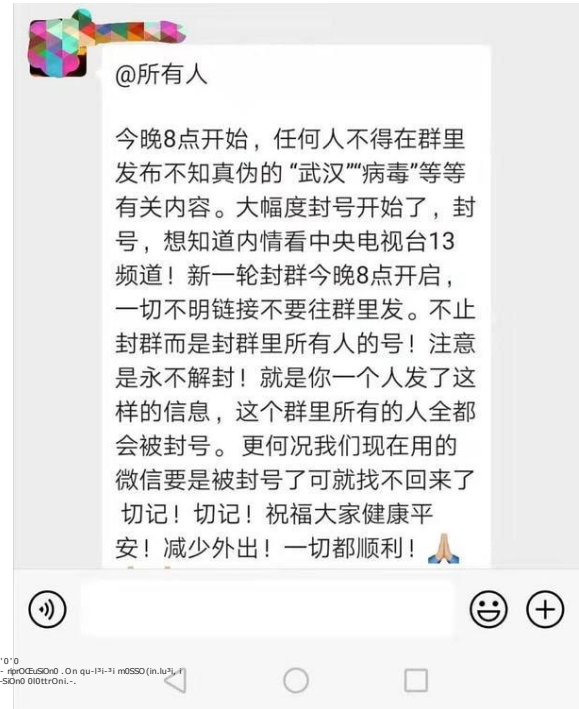 @所有人
今晚8点开始，任何人不得在群里
发布不知真伪的 “武汉”“病毒”等等
有关内容。大幅度封号开始了，封
号，想知道内情看中央电视台13
频道！新一轮封群今晚8点开启，
一切不明链接不要往群里发。不止
封群而是封群里所有人的号！注意
是永不解封！就是你一个人发了这
样的信息，这个群里所有的人全都
会被封号。 更何况我们现在用的
微信要是被封号了可就找不回来了
切记！切记！祝福大家健康平
安！减少外出！一切都顺利！🙏